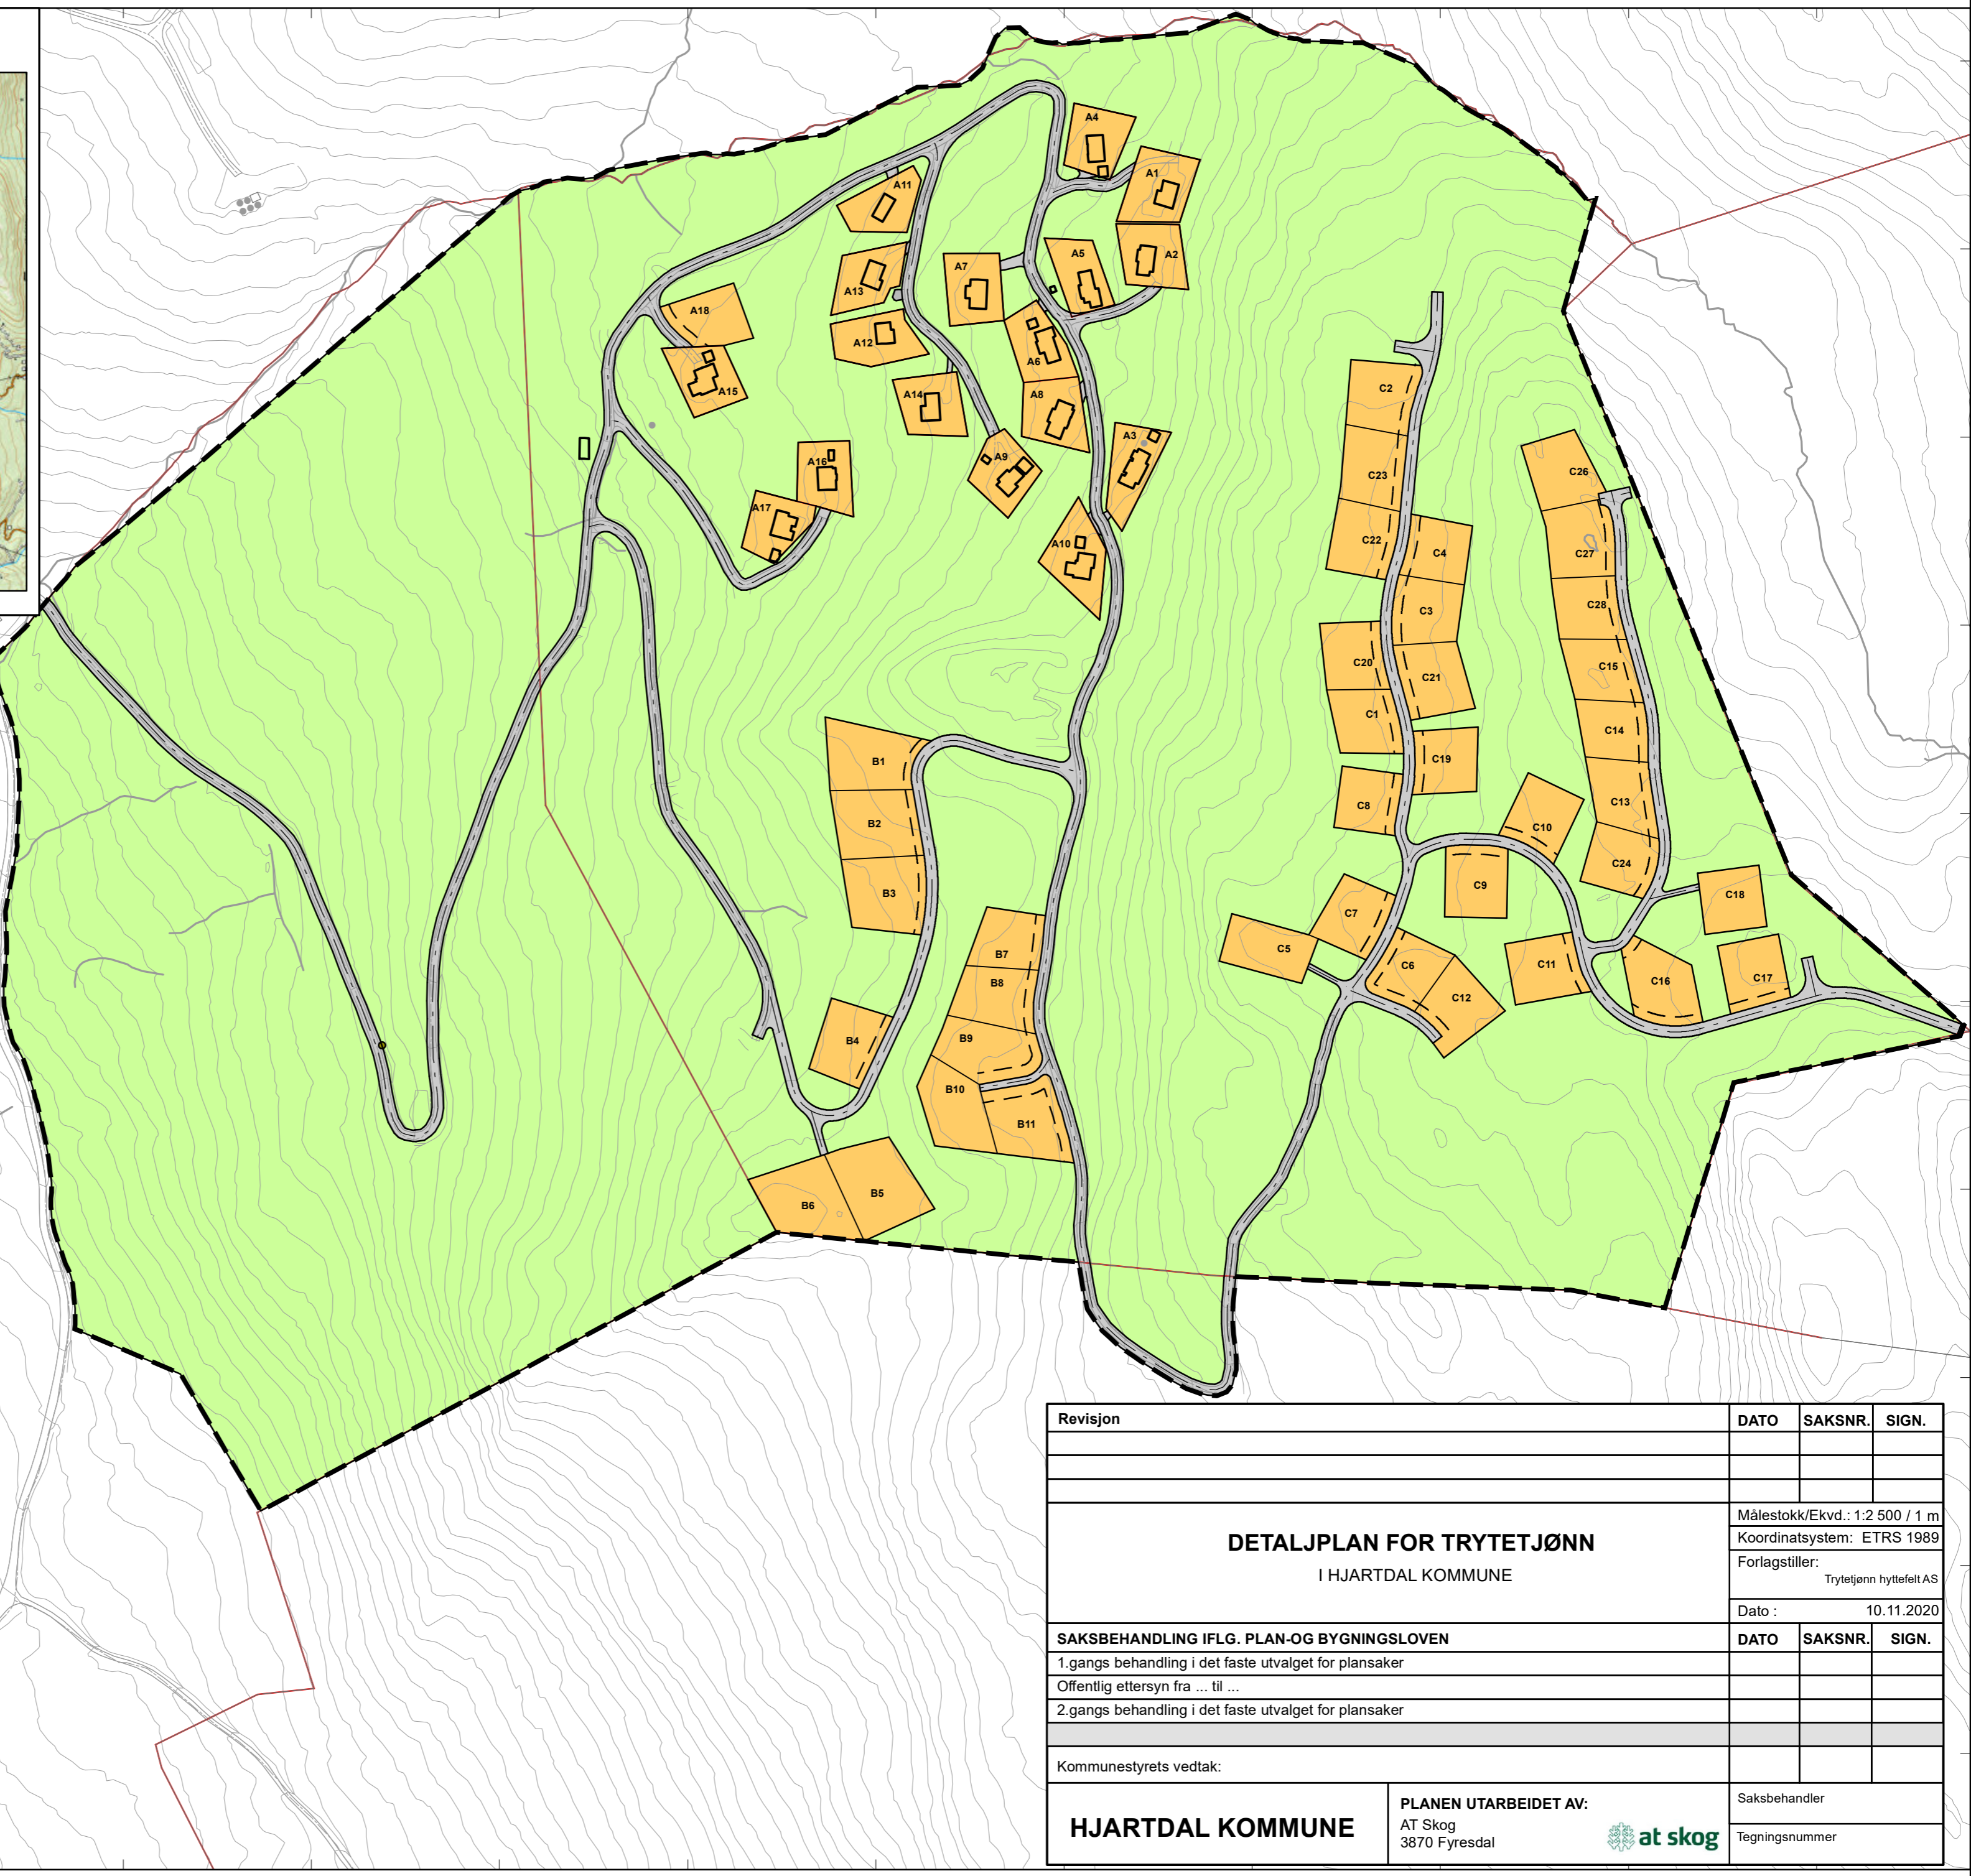 A4
A1
A11
A5
A2
A7
A13
A18
A12
A6
C2
A15
A14
A8
A3
A9
A16
C23
C26
A17
A10
C22
C4
C27
C3
C28
C20
C21
C15
C1
C14
B1
C19
C8
C13
B2
C10
C24
C9
B3
C18
C7
C5
B7
C6
C11
C16
C17
B8
C12
B4
B9
B10
B11
B5
B6
Revisjon DATO SAKSNR. SIGN.
DETALJPLAN FOR TRYTETJØNN
I HJARTDAL KOMMUNE
Målestokk/Ekvd.: 1:2 500 / 1 m
Koordinatsystem: ETRS 1989
Forlagstiller:
Trytetjønn hyttefelt AS
Dato : 10.11.2020
SAKSBEHANDLING IFLG. PLAN-OG BYGNINGSLOVEN DATO SAKSNR. SIGN.
1.gangs behandling i det faste utvalget for plansaker
Offentlig ettersyn fra ... til ...
2.gangs behandling i det faste utvalget for plansaker
Kommunestyrets vedtak:
HJARTDAL KOMMUNE
PLANEN UTARBEIDET AV:
AT Skog
3870 Fyresdal
at skog
Saksbehandler
Tegningsnummer